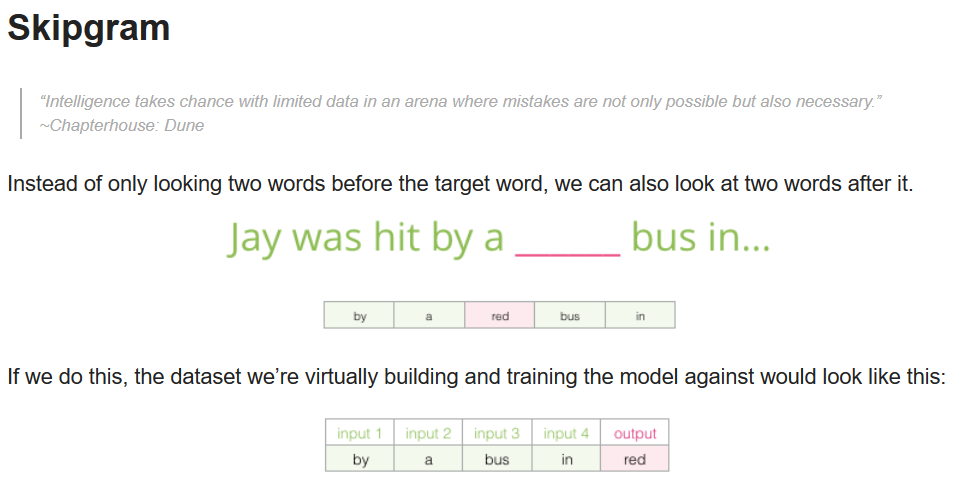 Skipgram
“Intelligence takes chance with limited data in an arena where mistakes are not only possible but also necessary.”
~Chapterhouse: Dune
Instead of only looking two words before the target word, we can also look at two words after it.
Jay was hit by a ______ bus in...
by a red bus in
If we do this, the dataset we’re virtually building and training the model against would look like this:
input 1 input 2 input 3 input 4 output
by a bus in red